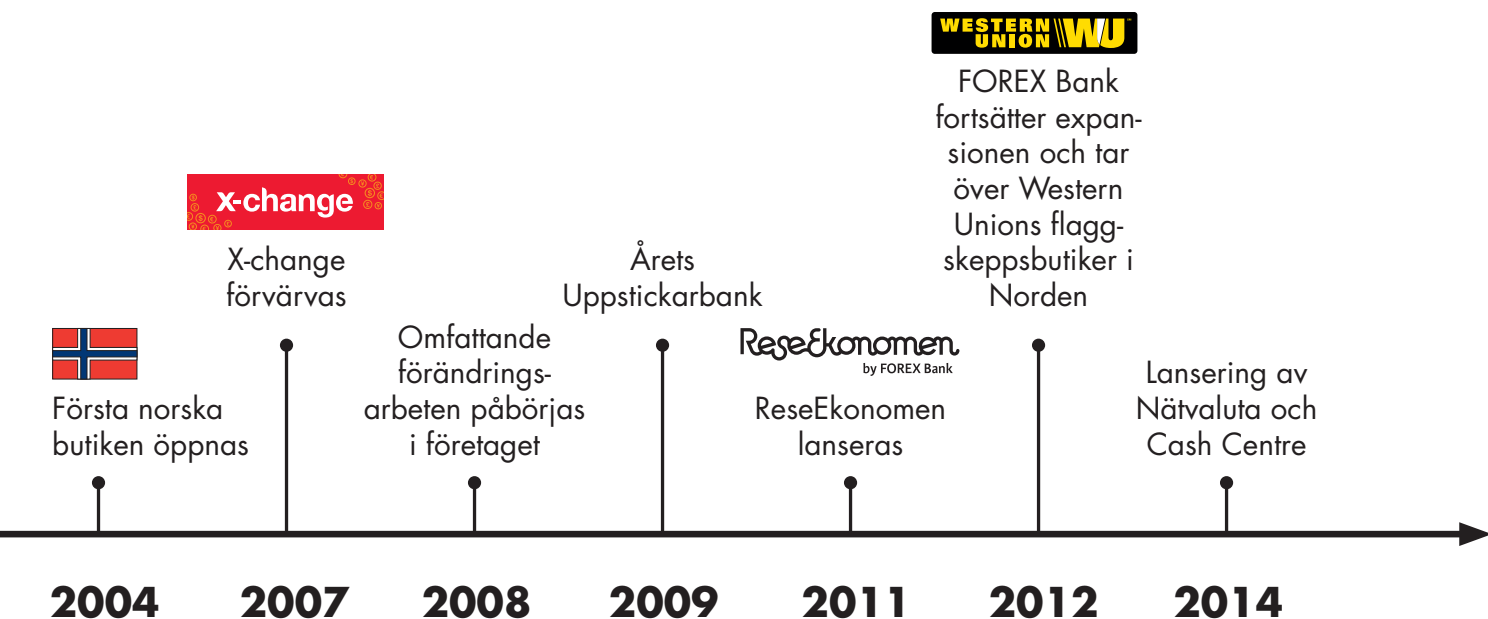 Första norska
butiken öppnas
2004
x-change
X-change
förvärvas
2007
Omfattande
förändrings-
arbeten påbörjas
i företaget
2008
Årets
Uppstickarbank
2009
ReseEkonomen
by FOREX Bank
ReseEkonomen
lanseras
2011
WESTERN
UNION WU
FOREX Bank
fortsätter expan-
sionen och tar
över Western
Unions flagg-
skeppsbutiker i
Norden
2012
Lansering av
Nätvaluta och
Cash Centre
2014